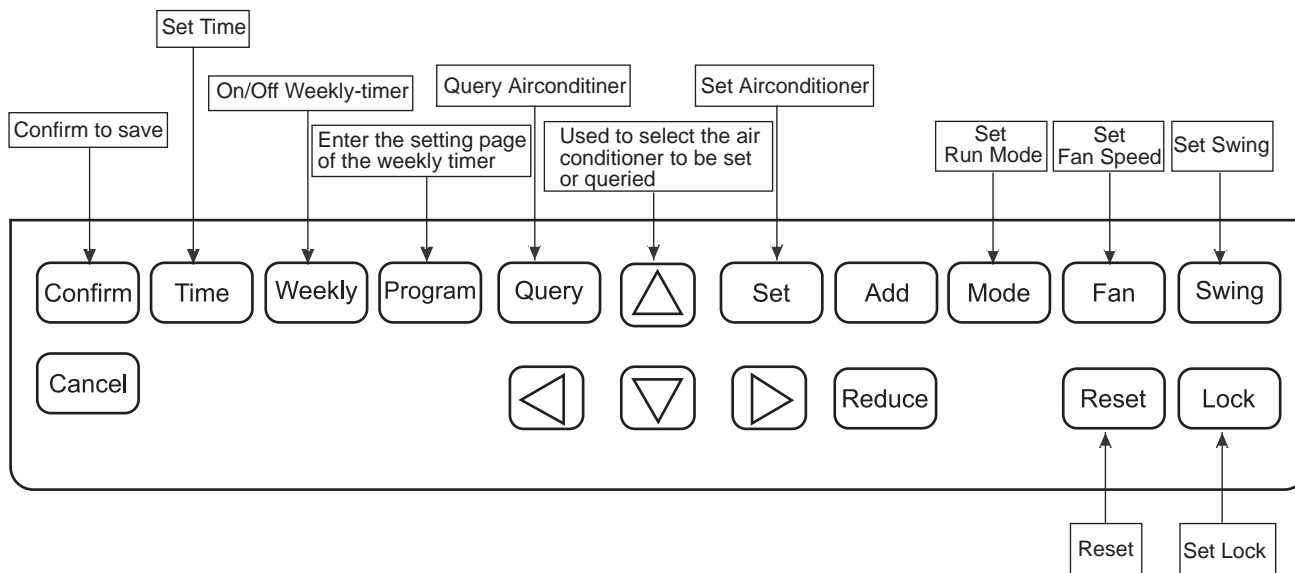 Set Time
On/Off Weekly-timer
Query Airconditiner
Set Airconditioner
Confirm to save
Enter the setting page
of the weekly timer
Used to select the air
conditioner to be set
or queried
Set
Run Mode
Set
Fan Speed
Set Swing
Confirm
Time
Weekly
Program
Query
Set
Add
Mode
Fan
Swing
Cancel
Reduce
Reset
Lock
Reset
Set Lock